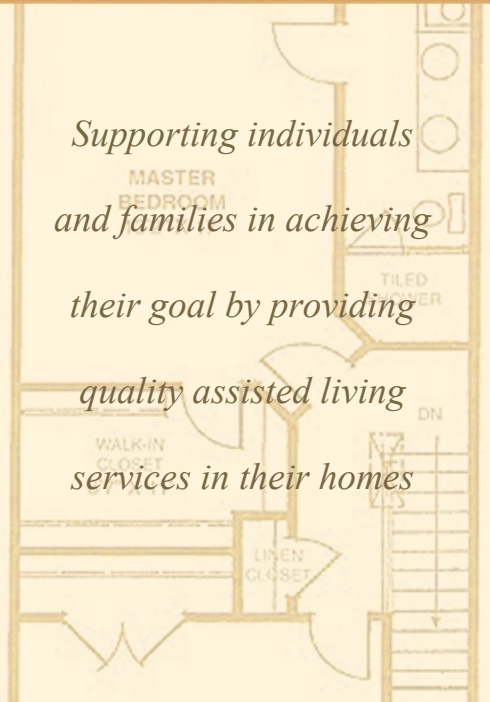 Supporting individuals
MASTER
BEDROOM
and families in achieving
TILED
SHOWER
their goal by providing
quality assisted living
DN
WALK-IN
CLOSET
services in their homes
LINEN
CLOSET